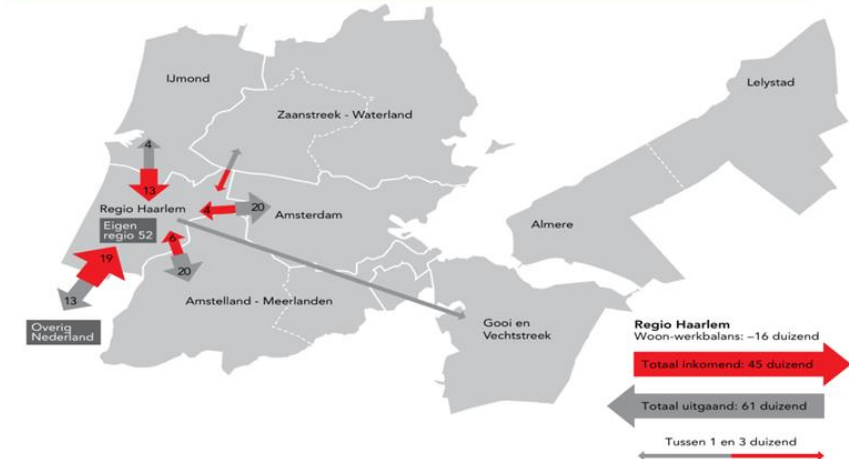 IJmond
Lelystad
Zaanstreek - Waterland
4
13
Regio Haarlem
4
20
Amsterdam
Almere
Eigen
regio 52
6
19
20
13
Amstelland - Meerlanden
Gooi en
Vechtstreek
Overig
Nederland
Regio Haarlem
Woon-werkbalans: –16 duizend
Totaal inkomend: 45 duizend
Totaal uitgaand: 61 duizend
Tussen 1 en 3 duizend